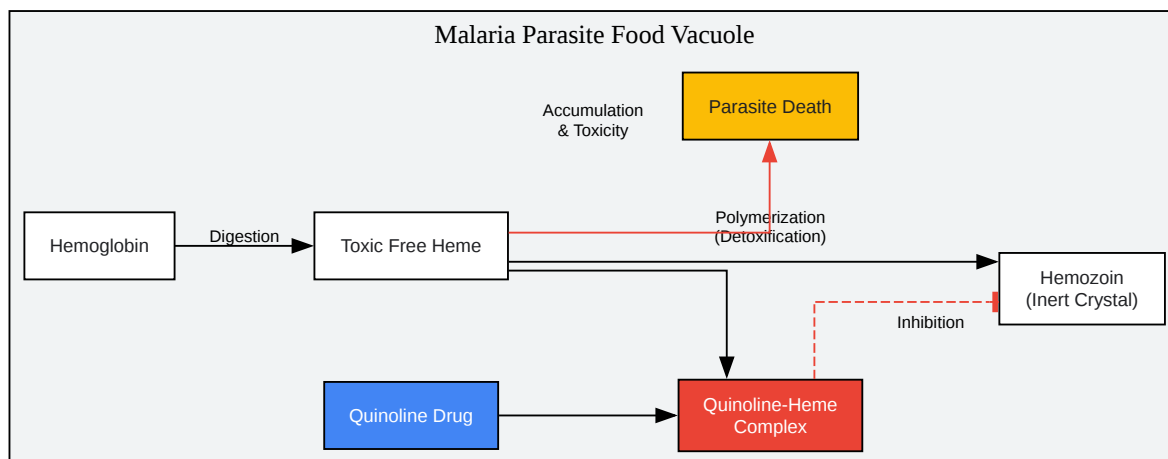 Malaria Parasite Food Vacuole
Accumulation
& Toxicity
Parasite Death
Hemoglobin
Digestion
Toxic Free Heme
Polymerization
(Detoxification)
Hemozoin
(Inert Crystal)
Inhibition
Quinoline Drug
Quinoline-Heme
Complex